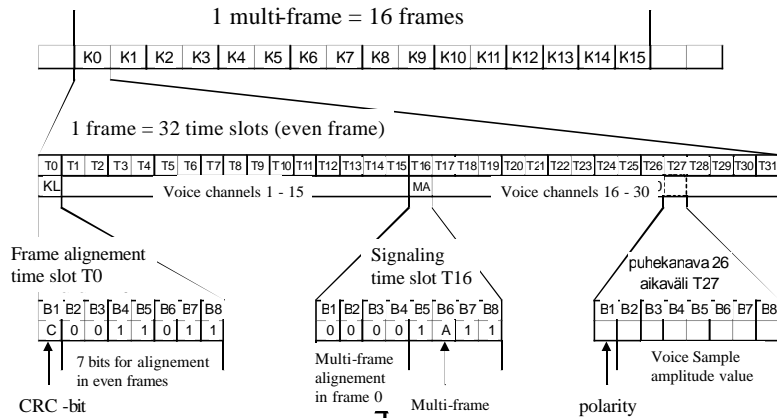 1 multi-frame = 16 frames
K0 K1 K2 K3 K4 K5 K6 K7 K8 K9 K10 K11 K12 K13 K14 K15
1 frame = 32 time slots (even frame)
T0 T1 T2 T3 T4 T5 T6 T7 T8 T9 T10 T11 T12 T13 T14 T15 T16 T17 T18 T19 T20 T21 T22 T23 T24 T25 T26 T27 T28 T29 T30 T31
KL Voice channels 1 - 15 MA Voice channels 16 - 30
Frame alignement
time slot T0
Signaling
time slot T16
puhekanava 26
aikaväli T27
B1 B2 B3 B4 B5 B6 B7 B8
C 0 0 1 1 0 1 1
B1 B2 B3 B4 B5 B6 B7 B8
0 0 0 0 1 A 1 1
B1 B2 B3 B4 B5 B6 B7 B8
7 bits for alignement
in even frames
Multi-frame
alignement
in frame 0
Voice Sample
amplitude value
CRC -bit
Multi-frame
polarity